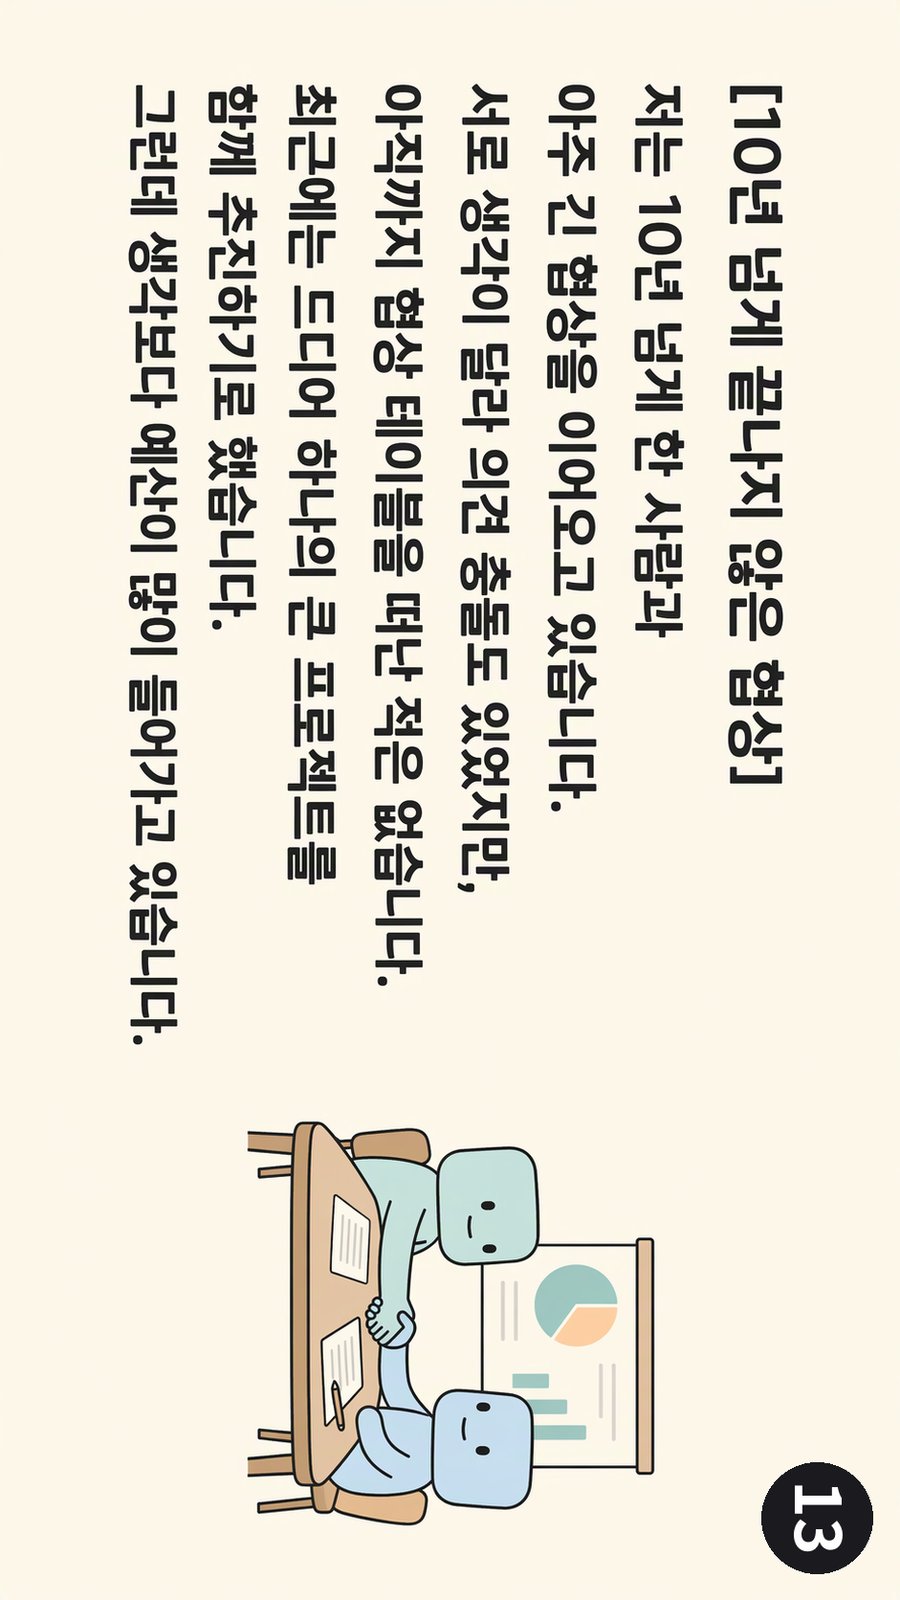 [10년 넘게 끝나지 않은 협상]
저는 10년 넘게 한 사람과
아주 긴 협상을 이어오고 있습니다.
서로 생각이 달라 의견 충돌도 있었지만,
아직까지 협상 테이블을 떠난 적은 없습니다.
최근에는 드디어 하나의 큰 프로젝트를
함께 추진하기로 했습니다.
그런데 생각보다 예산이 많이 들어가고 있습니다.
13